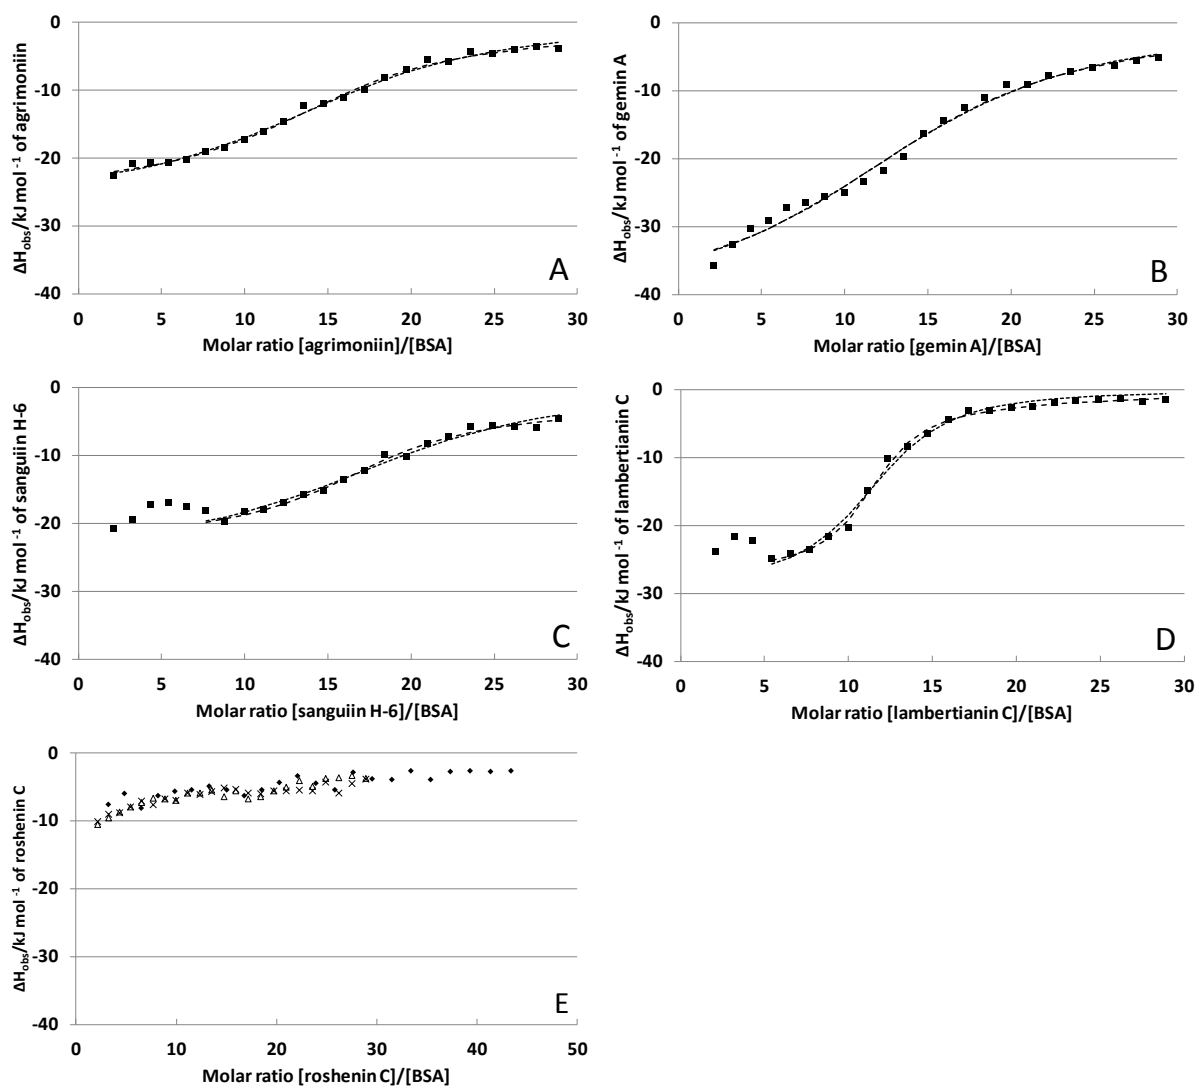 0
-10
-20
-30
-40
ΔH_obs/kJ mol⁻¹ of agrimoniin
A
0 5 10 15 20 25 30
Molar ratio [agrimoniin]/[BSA]
0
-10
-20
-30
-40
ΔH_obs/kJ mol⁻¹ of gemin A
B
0 5 10 15 20 25 30
Molar ratio [gemin A]/[BSA]
0
-10
-20
-30
-40
ΔH_obs/kJ mol⁻¹ of sanguiin H-6
C
0 5 10 15 20 25 30
Molar ratio [sanguiin H-6]/[BSA]
0
-10
-20
-30
-40
ΔH_obs/kJ mol⁻¹ of lambertianin C
D
0 5 10 15 20 25 30
Molar ratio [lambertianin C]/[BSA]
0
-10
-20
-30
-40
ΔH_obs/kJ mol⁻¹ of roshenin C
E
0 10 20 30 40 50
Molar ratio [roshenin C]/[BSA]